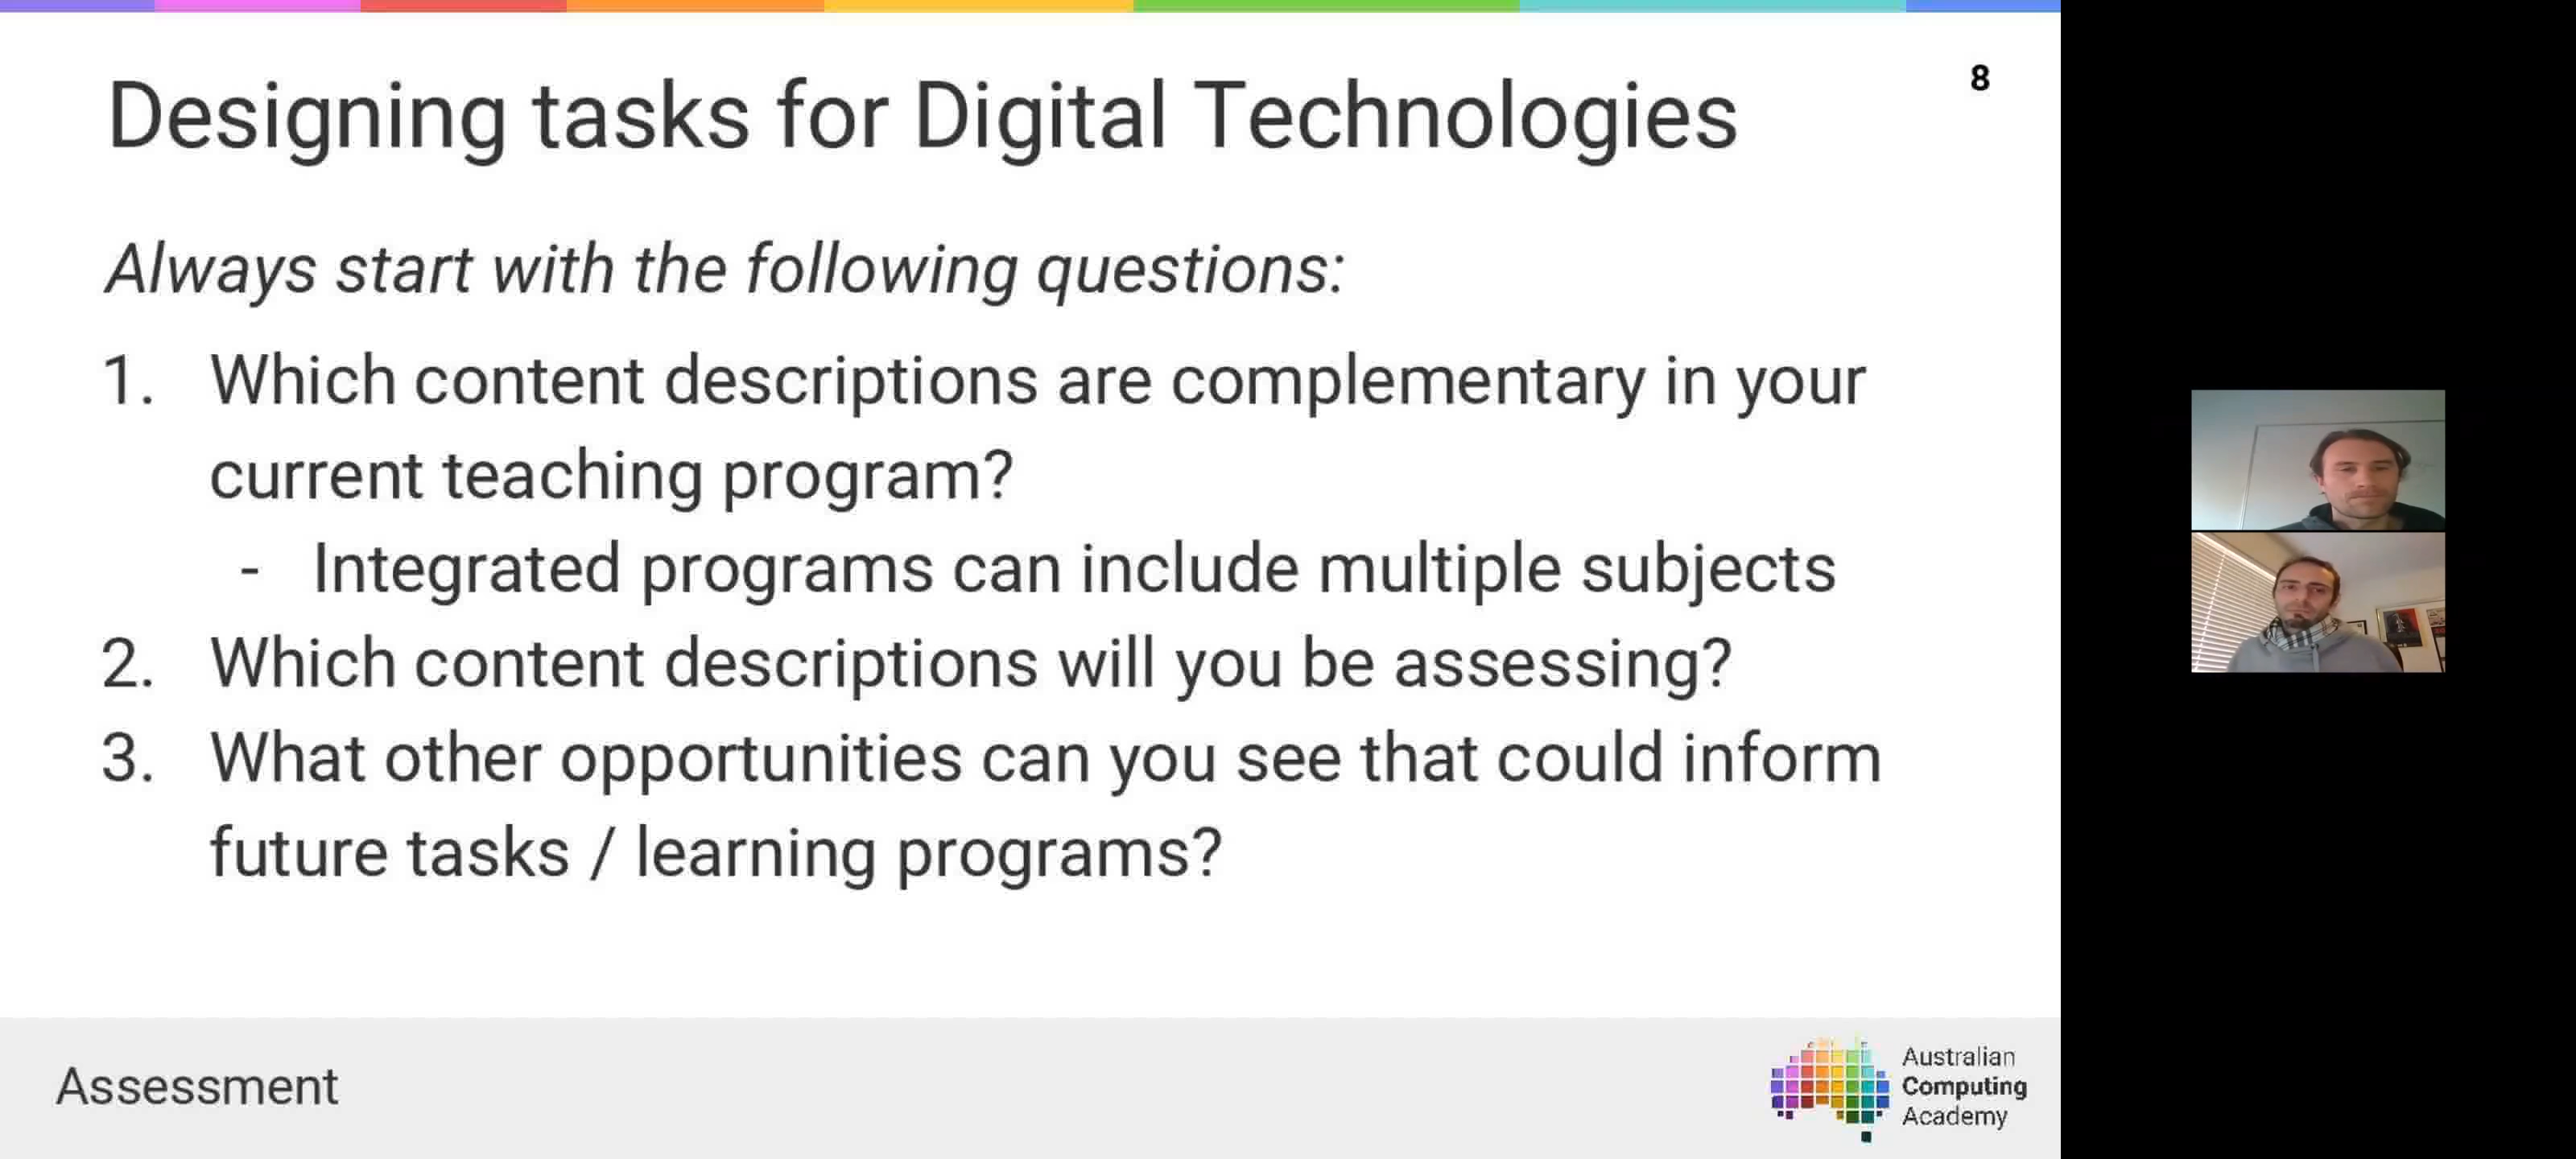 8
Designing tasks for Digital Technologies
Always start with the following questions:
1. Which content descriptions are complementary in your
current teaching program?
- Integrated programs can include multiple subjects
2. Which content descriptions will you be assessing?
3. What other opportunities can you see that could inform
future tasks / learning programs?
Assessment
Australian
Computing
Academy